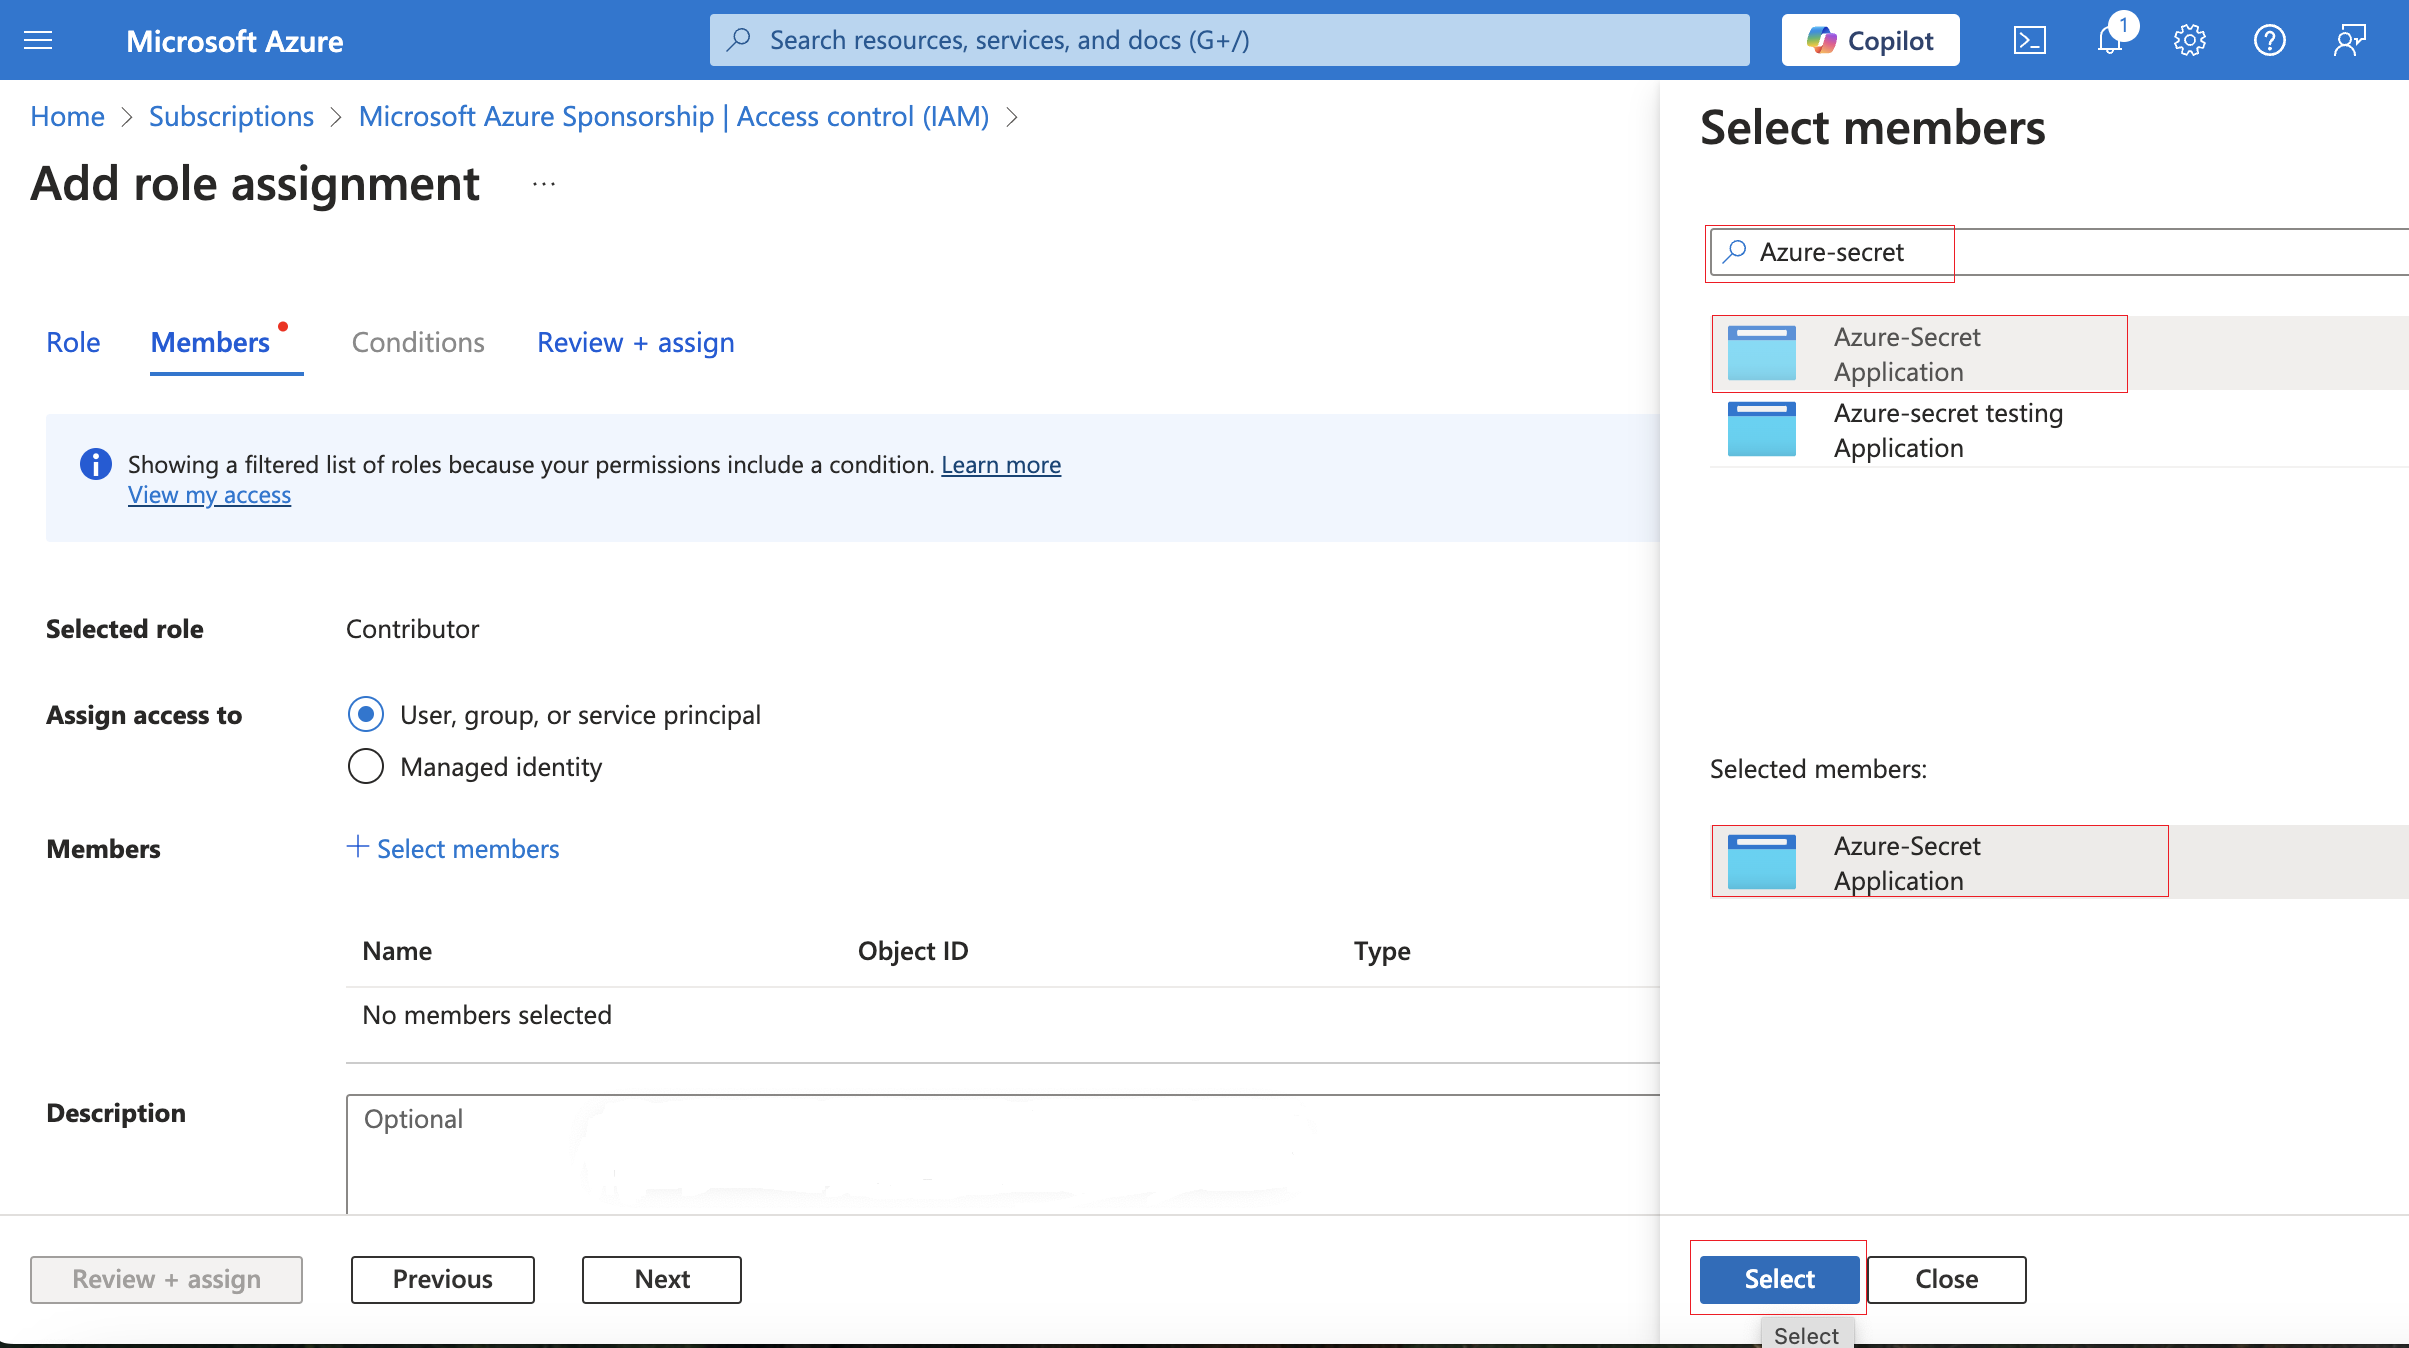 Microsoft Azure
Search resources, services, and docs (G+/)
Copilot
1
Home > Subscriptions > Microsoft Azure Sponsorship | Access control (IAM) >
Add role assignment ...
Role Members Conditions Review + assign
Showing a filtered list of roles because your permissions include a condition. Learn more
View my access
Selected role Contributor
Assign access to User, group, or service principal
Managed identity
Members + Select members
Name Object ID Type
No members selected
Description Optional
Review + assign Previous Next
Select members
Azure-secret
Azure-Secret
Application
Azure-secret testing
Application
Selected members:
Azure-Secret
Application
Select Close
Select